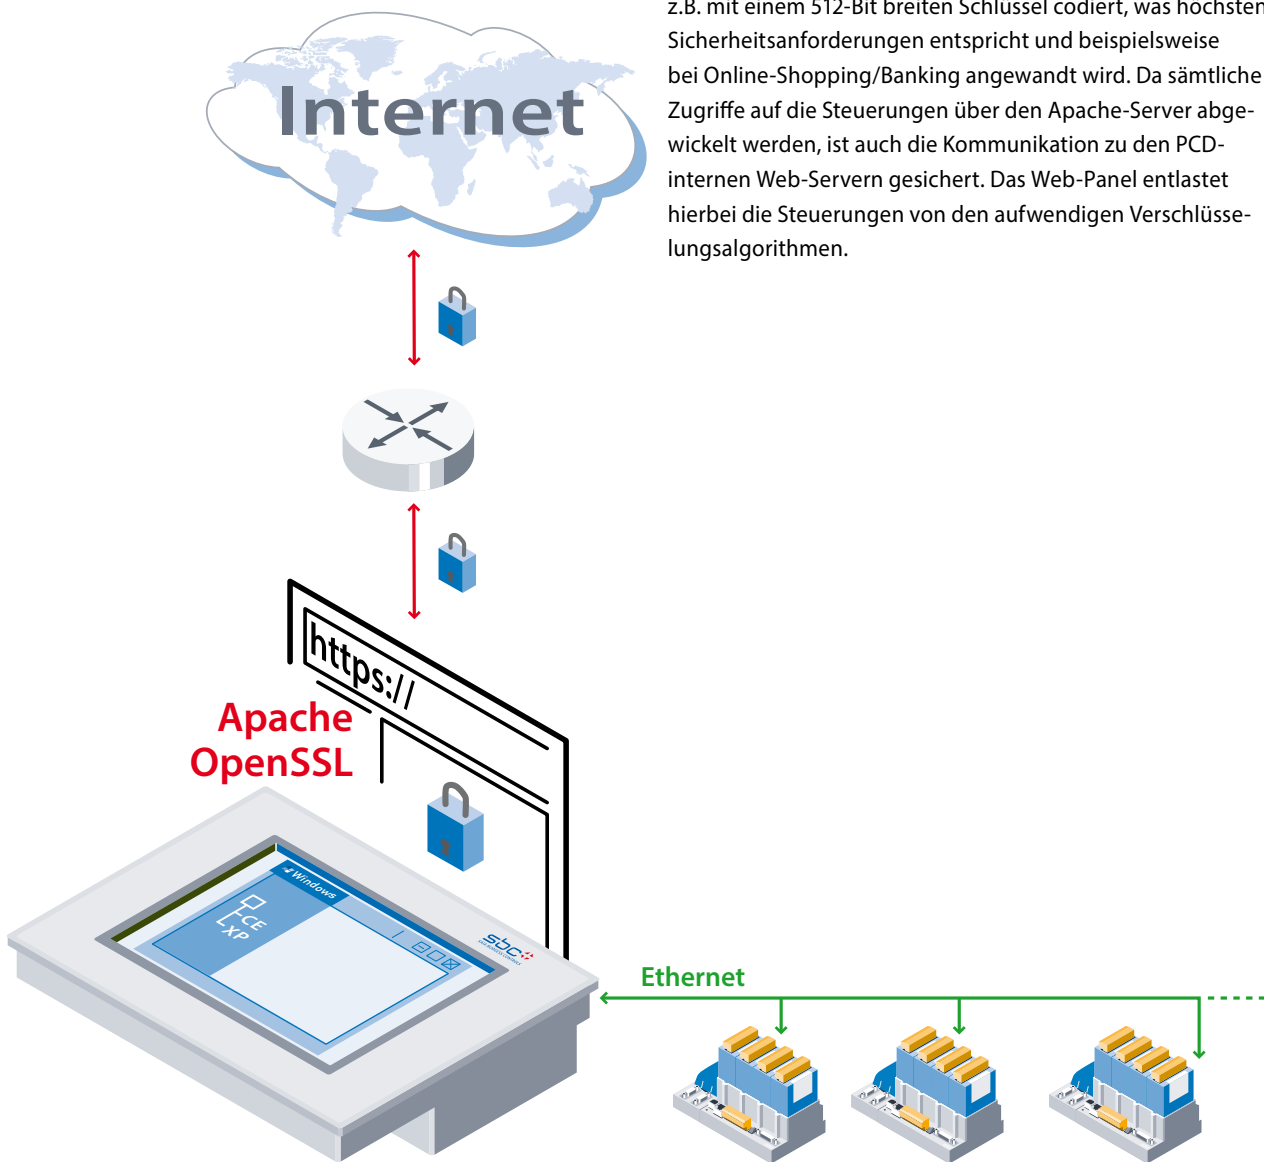 z.B. mit einem 512-Bit breiten Schlüssel codiert, was höchsten
Sicherheitsanforderungen entspricht und beispielsweise
bei Online-Shopping/Banking angewandt wird. Da sämtliche
Zugriffe auf die Steuerungen über den Apache-Server abge-
wickelt werden, ist auch die Kommunikation zu den PCD-
internen Web-Servern gesichert. Das Web-Panel entlastet
hierbei die Steuerungen von den aufwendigen Verschlüsse-
lungsalgorithmen.
Internet
https://
Apache
OpenSSL
Windows
CE
XP
sbc
SAIA BURGESS CONTROLS
Ethernet